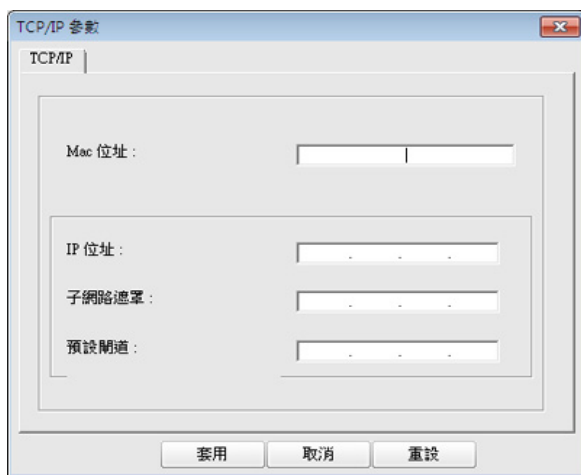 TCP/IP 參數
TCP/IP
Mac 位址 :
IP 位址 :
. . .
子網路遮罩 :
. . .
預設閘道 :
. . .
套用 取消 重設